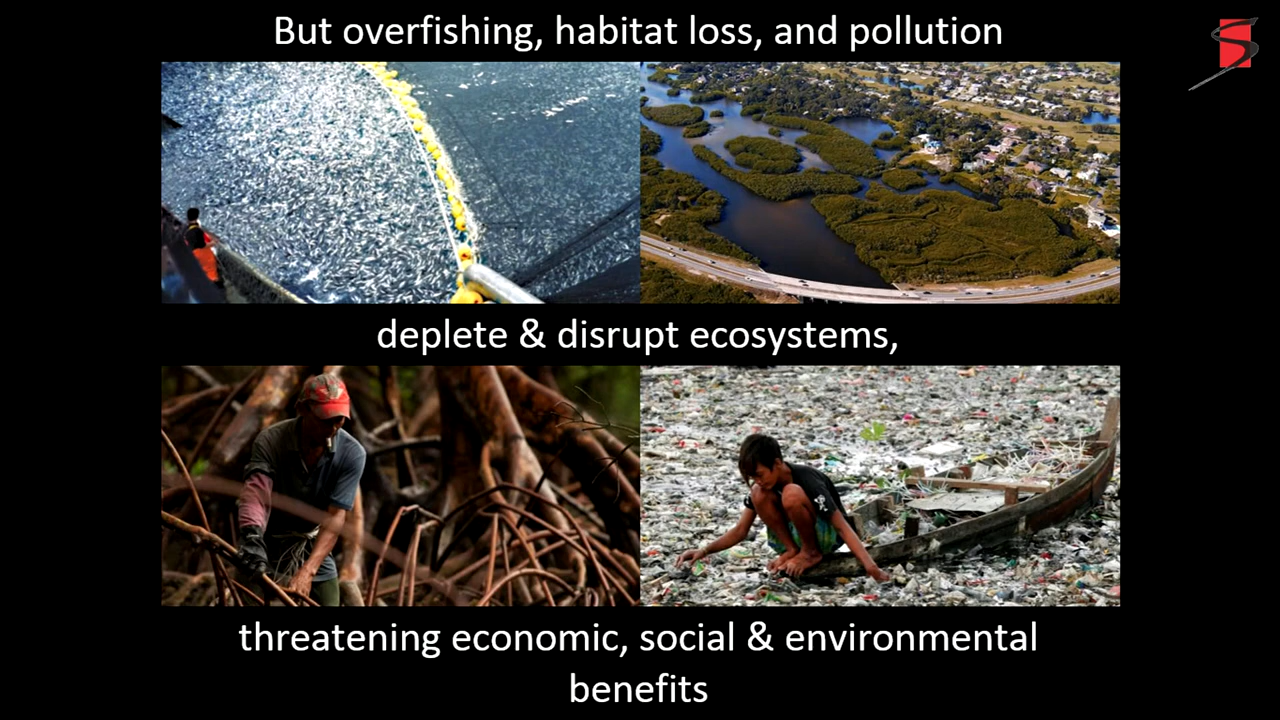 But overfishing, habitat loss, and pollution
deplete & disrupt ecosystems,
threatening economic, social & environmental
benefits